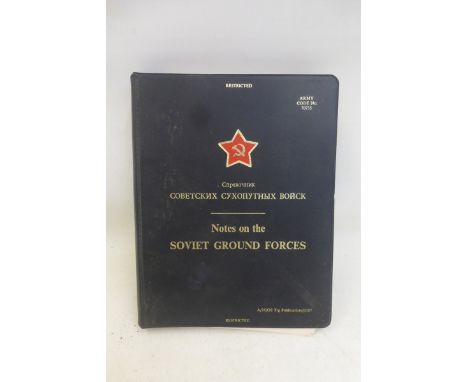 RESTRICTED
ARMY
CODE No.
Справочник
СОВЕТСКИХ СУХОПУТНЫХ ВОЙСК
Notes on the
SOVIET GROUND FORCES
RESTRICTED